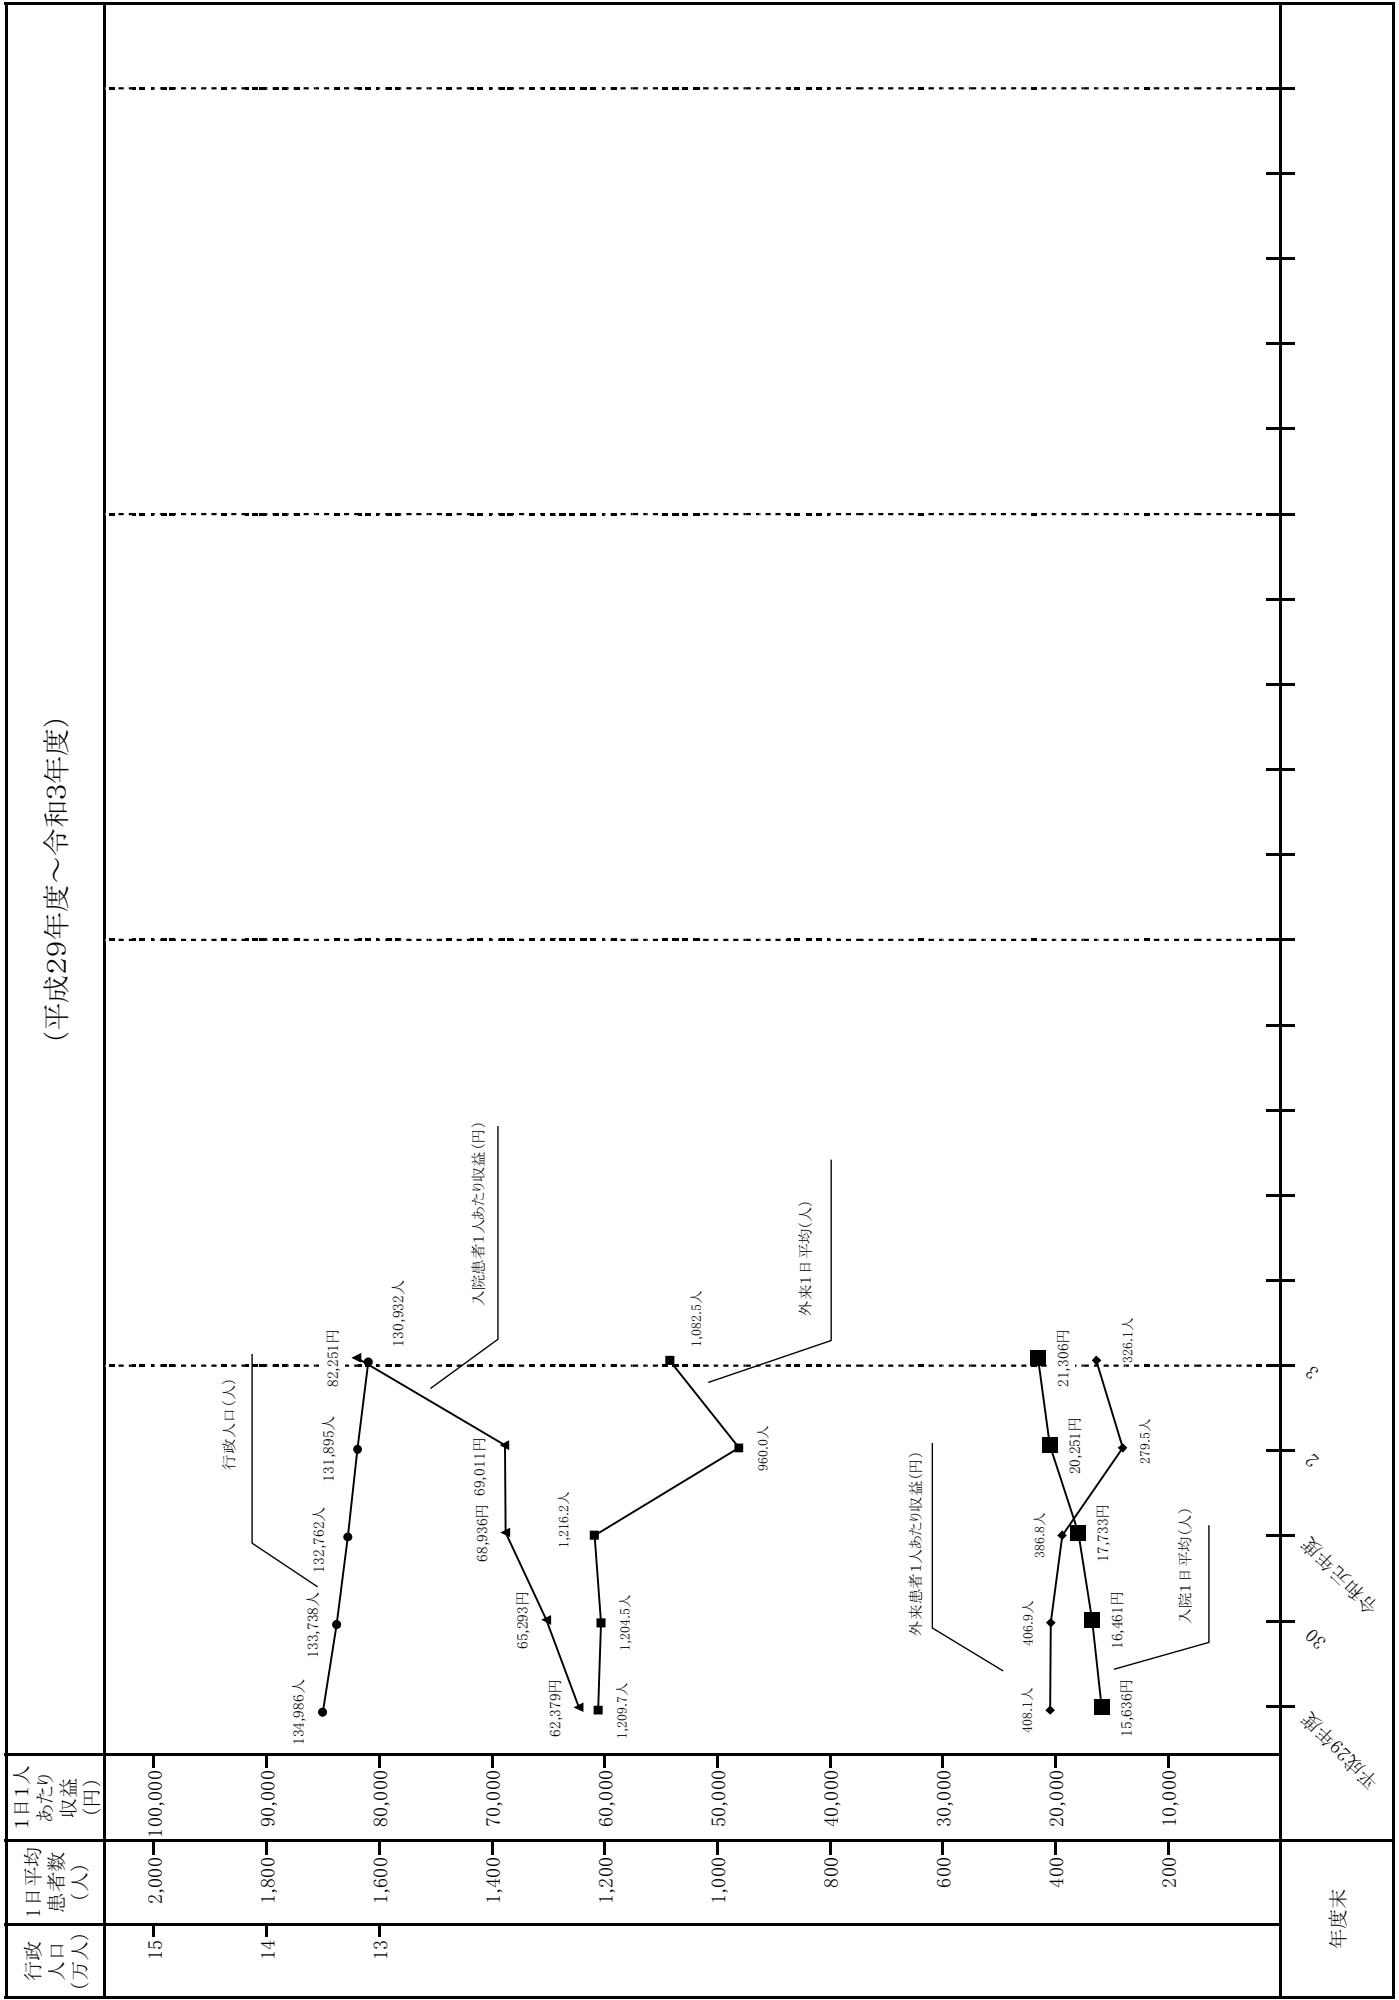 （平成29年度～令和3年度）
行政
人口
（万人）
1日平均
患者数
（人）
1日1人
あたり
収益
（円）
15
14
13
2,000
1,800
1,600
1,400
1,200
1,000
800
600
400
200
100,000
90,000
80,000
70,000
60,000
50,000
40,000
30,000
20,000
10,000
行政人口（人）
134,986人
133,738人
132,762人
131,895人
130,932人
入院患者1人あたり収益（円）
62,379円
65,293円
68,936円
69,011円
82,251円
外来1日平均（人）
1,209.7人
1,204.5人
1,216.2人
960.0人
1,082.5人
外来患者1人あたり収益（円）
408.1人
406.9人
386.8人
279.5人
326.1人
入院1日平均（人）
15,636円
16,461円
17,733円
20,251円
21,306円
年度末
平成29年度
30
令和元年度
2
3